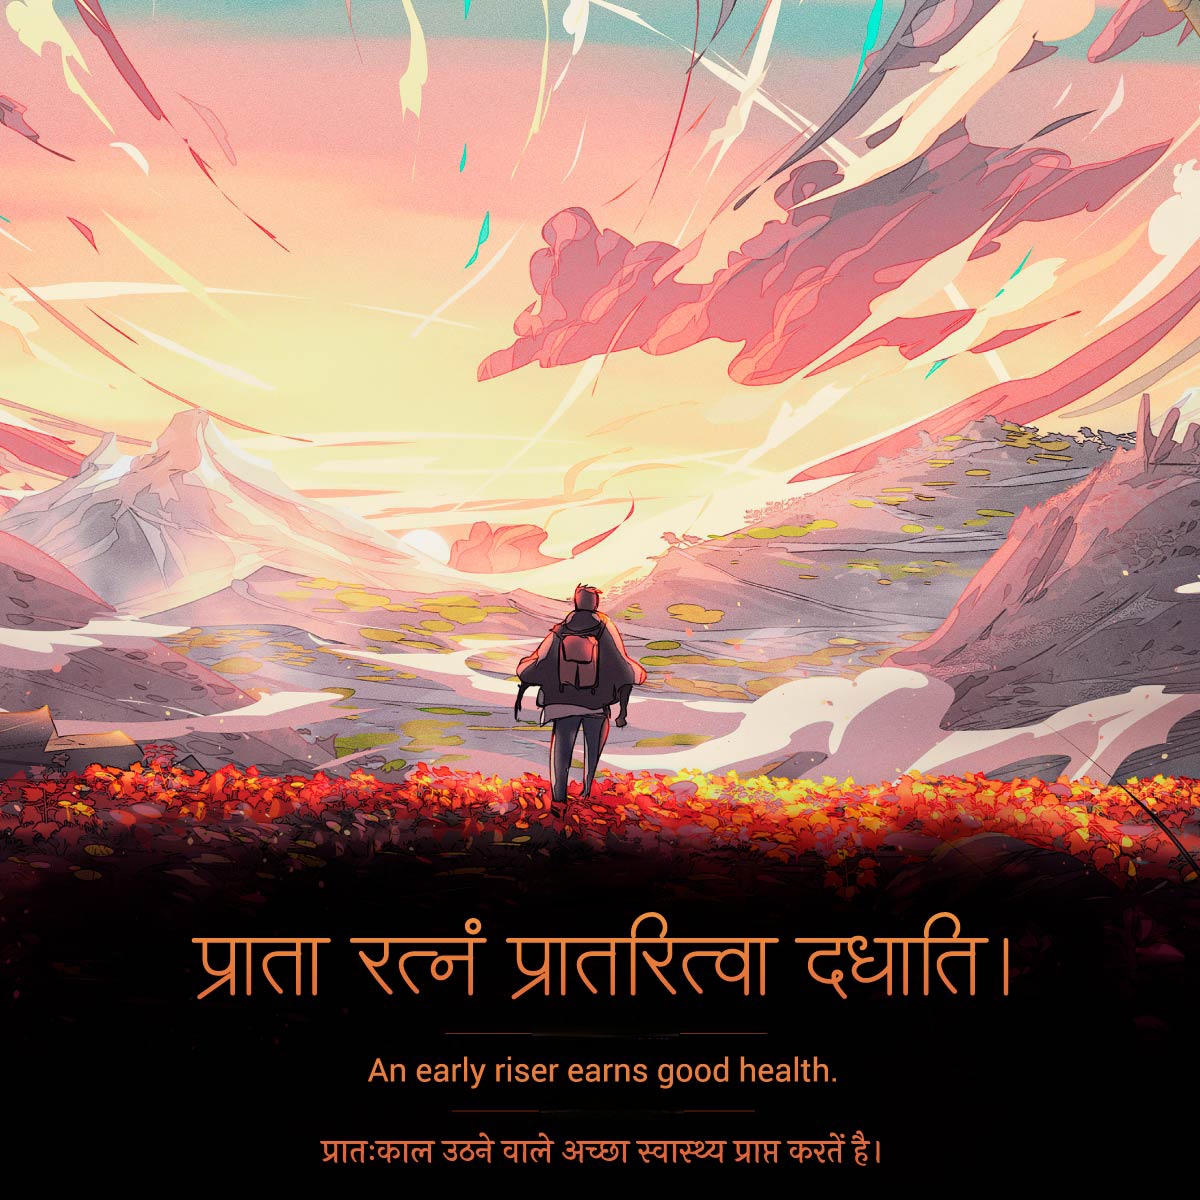 प्राता रत्नं प्रातरित्वा दधाति।
An early riser earns good health.
प्रातःकाल उठने वाले अच्छा स्वास्थ्य प्राप्त करतें है।